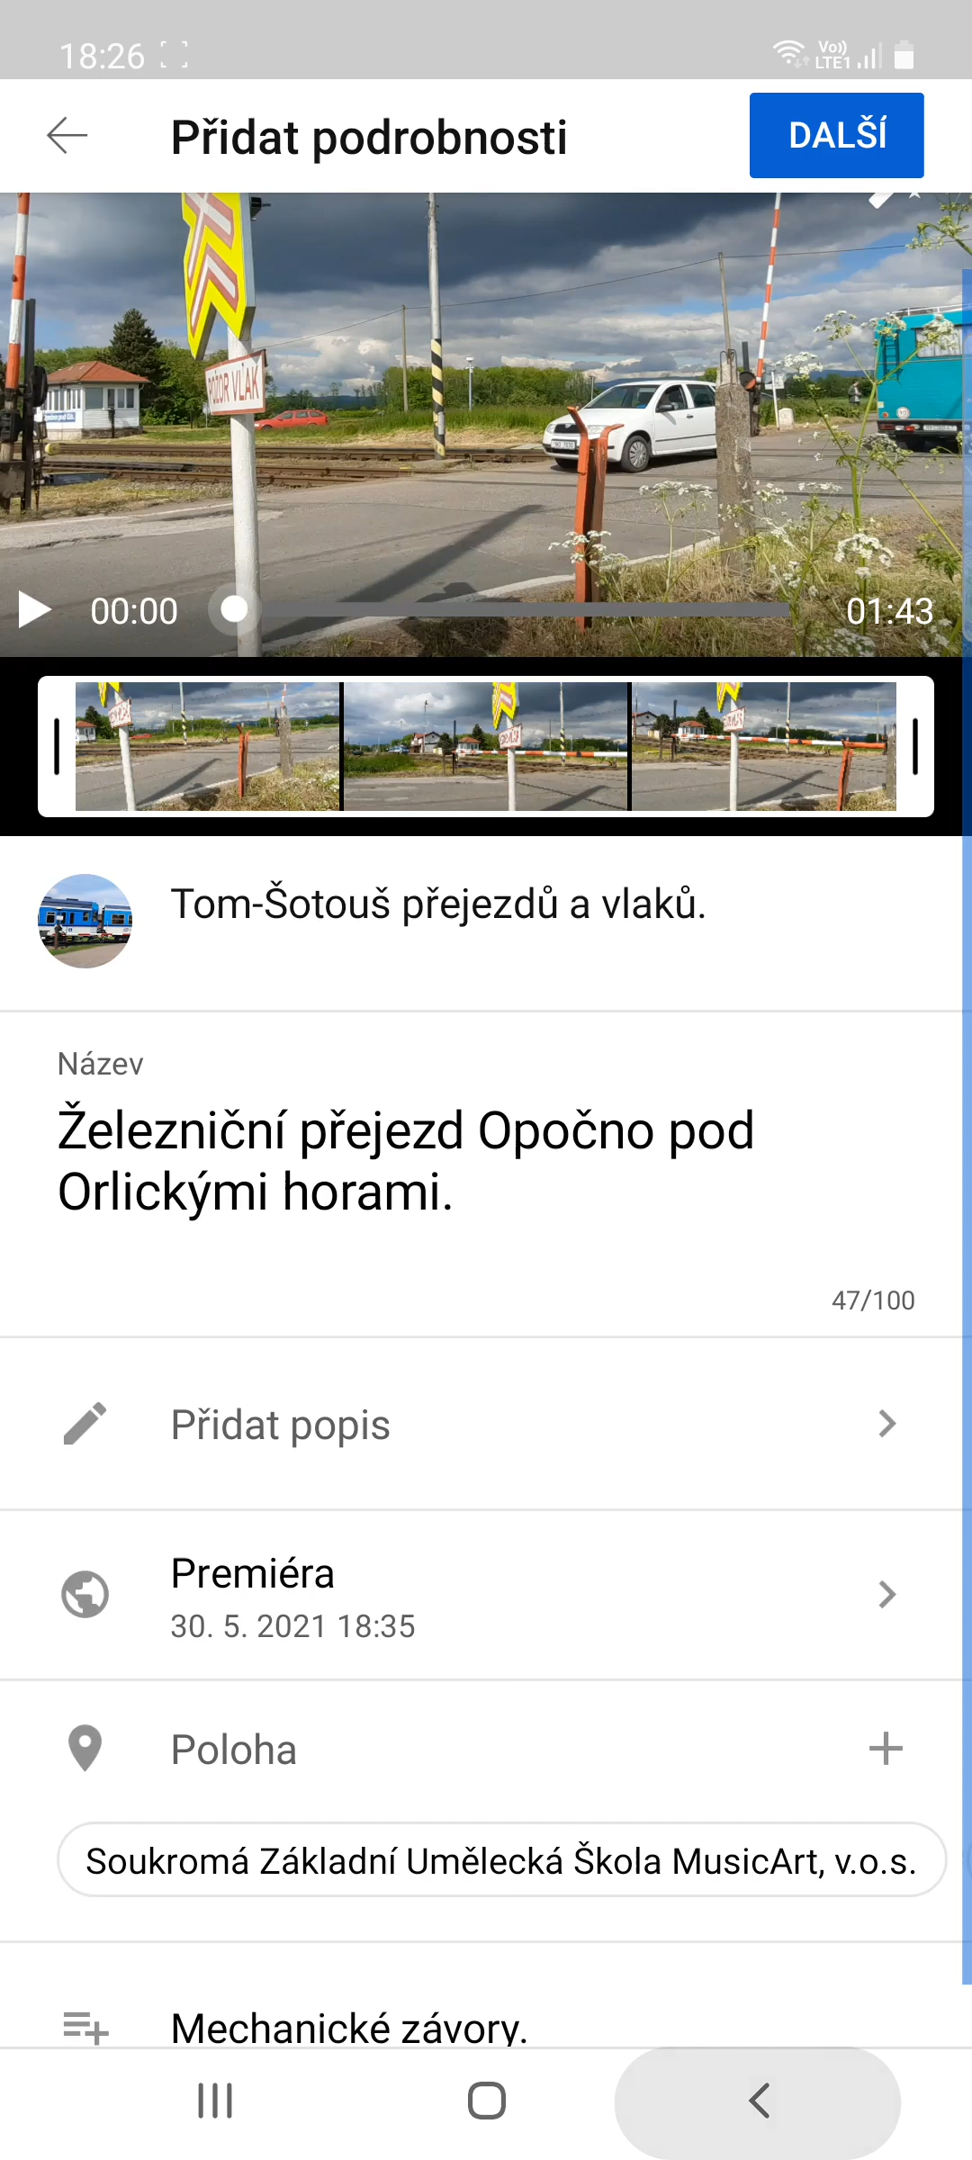 18:26
Vo))
LTE1
Přidat podrobnosti
DALŠÍ
POZOR VLAK
00:00
01:43
Tom-Šotouš přejezdů a vlaků.
Název
Železniční přejezd Opočno pod
Orlickými horami.
47/100
Přidat popis
Premiéra
30. 5. 2021 18:35
Poloha
Soukromá Základní Umělecká Škola MusicArt, v.o.s.
Mechanické závory.